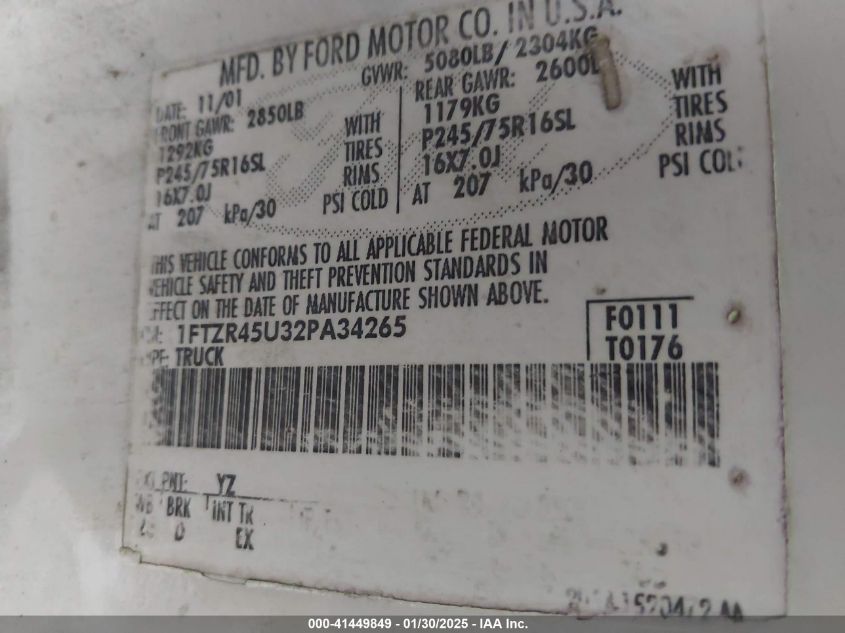 MFD. BY FORD MOTOR CO. IN U.S.A.
DATE: 11/01 GVWR: 5080LB/ 2304KG
FRONT GAWR: 2850LB REAR GAWR: 2600L
1292KG WITH 1179KG WITH
P245/75R16SL TIRES P245/75R16SL TIRES
16X7.0J RIMS 16X7.0J RIMS
AT 207 kPa/30 PSI COLD AT 207 kPa/30 PSI COL
THIS VEHICLE CONFORMS TO ALL APPLICABLE FEDERAL MOTOR
VEHICLE SAFETY AND THEFT PREVENTION STANDARDS IN
EFFECT ON THE DATE OF MANUFACTURE SHOWN ABOVE.
1FTZR45U32PA34265 F0111
TYPE: TRUCK T0176
PNT: YZ
WB BRK INT TR
D EX
000-41449849 - 01/30/2025 - IAA Inc.